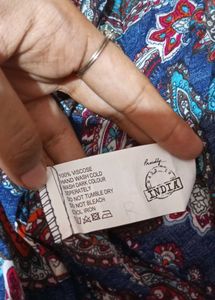 100% VISCOSE
HAND WASH COLD
WASH DARK COLOUR
SEPERATELY
DO NOT TUMBLE DRY
DO NOT BLEACH
COOL IRON
Proudly
INDIA